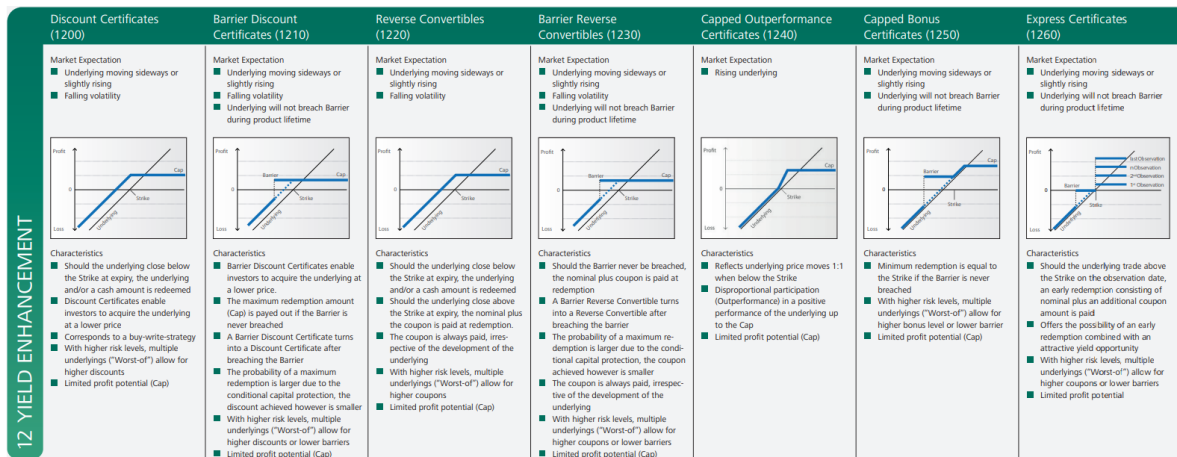 12 YIELD ENHANCEMENT
Discount Certificates
(1200)
Market Expectation
Underlying moving sideways or
slightly rising
Falling volatility
Profit
0
Loss
Cap
Strike
Underlying
Characteristics
Should the underlying close below
the Strike at expiry, the underlying
and/or a cash amount is redeemed
Discount Certificates enable
investors to acquire the underlying
at a lower price
Corresponds to a buy-write-strategy
With higher risk levels, multiple
underlyings ("Worst-of") allow for
higher discounts
Limited profit potential (Cap)
Barrier Discount
Certificates (1210)
Market Expectation
Underlying moving sideways or
slightly rising
Falling volatility
Underlying will not breach Barrier
during product lifetime
Profit
0
Loss
Barrier
Cap
Strike
Underlying
Characteristics
Barrier Discount Certificates enable
investors to acquire the underlying at
a lower price.
The maximum redemption amount
(Cap) is payed out if the Barrier is
never breached
A Barrier Discount Certificate turns
into a Discount Certificate after
breaching the Barrier
The probability of a maximum
redemption is larger due to the
conditional capital protection, the
discount achieved however is smaller
With higher risk levels, multiple
underlyings ("Worst-of") allow for
higher discounts or lower barriers
Limited profit potential (Cap)
Reverse Convertibles
(1220)
Market Expectation
Underlying moving sideways or
slightly rising
Falling volatility
Profit
0
Loss
Cap
Strike
Underlying
Characteristics
Should the underlying close below
the Strike at expiry, the underlying
and/or a cash amount is redeemed
Should the underlying close above
the Strike at expiry, the nominal plus
the coupon is paid at redemption.
The coupon is always paid, irres-
pective of the development of the
underlying
With higher risk levels, multiple
underlyings ("Worst-of") allow for
higher coupons
Limited profit potential (Cap)
Barrier Reverse
Convertibles (1230)
Market Expectation
Underlying moving sideways or
slightly rising
Falling volatility
Underlying will not breach Barrier
during product lifetime
Profit
0
Loss
Barrier
Cap
Strike
Underlying
Characteristics
Should the Barrier never be breached,
the nominal plus coupon is paid at
redemption
A Barrier Reverse Convertible turns
into a Reverse Convertible after
breaching the barrier
The probability of a maximum re-
demption is larger due to the condi-
tional capital protection, the coupon
achieved however is smaller
The coupon is always paid, irrespec-
tive of the development of the
underlying
With higher risk levels, multiple
underlyings ("Worst-of") allow for
higher coupons or lower barriers
Limited profit potential (Cap)
Capped Outperformance
Certificates (1240)
Market Expectation
Rising underlying
Profit
0
Loss
Cap
Strike
Underlying
Characteristics
Reflects underlying price moves 1:1
when below the Strike
Disproportional participation
(Outperformance) in a positive
performance of the underlying up
to the Cap
Limited profit potential (Cap)
Capped Bonus
Certificates (1250)
Market Expectation
Underlying moving sideways or
slightly rising
Underlying will not breach Barrier
during product lifetime
Profit
0
Loss
Barrier
Cap
Strike
Underlying
Characteristics
Minimum redemption is equal to
the Strike if the Barrier is never
breached
With higher risk levels, multiple
underlyings ("Worst-of") allow for
higher bonus level or lower barrier
Limited profit potential (Cap)
Express Certificates
(1260)
Market Expectation
Underlying moving sideways or
slightly rising
Underlying will not breach Barrier
during product lifetime
Profit
0
Loss
Barrier
Observation
n Observation
2nd Observation
1st Observation
Strike
Underlying
Characteristics
Should the underlying trade above
the Strike on the observation date,
an early redemption consisting of
nominal plus an additional coupon
amount is paid
Offers the possibility of an early
redemption combined with an
attractive yield opportunity
With higher risk levels, multiple
underlyings ("Worst-of") allow for
higher coupons or lower barriers
Limited profit potential